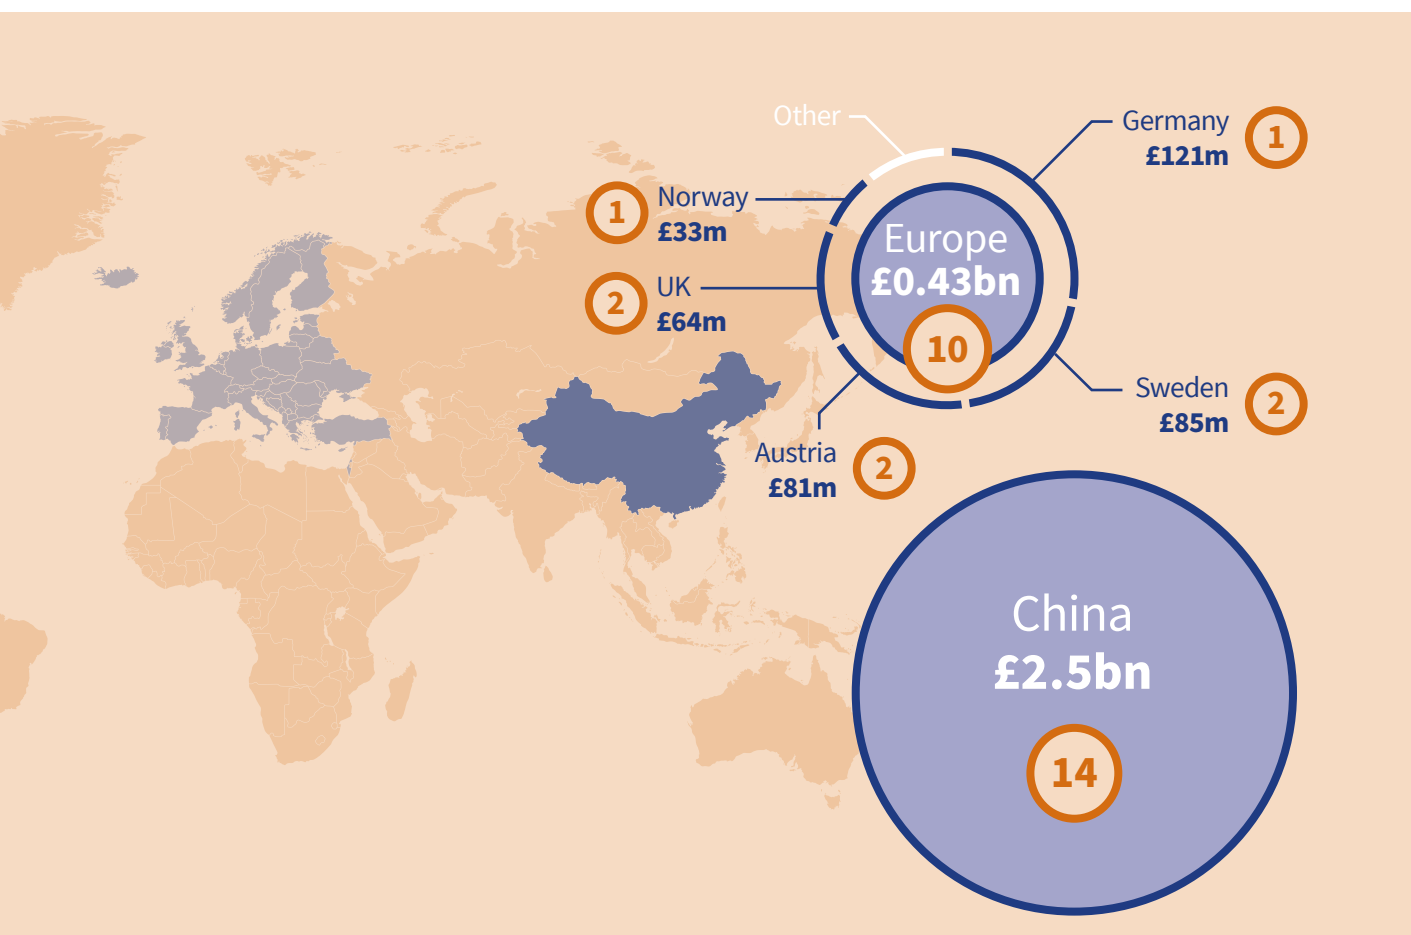 Other
Germany
£121m
1
1
Norway
£33m
Europe
£0.43bn
10
2
UK
£64m
Sweden
£85m
2
Austria
£81m
2
China
£2.5bn
14